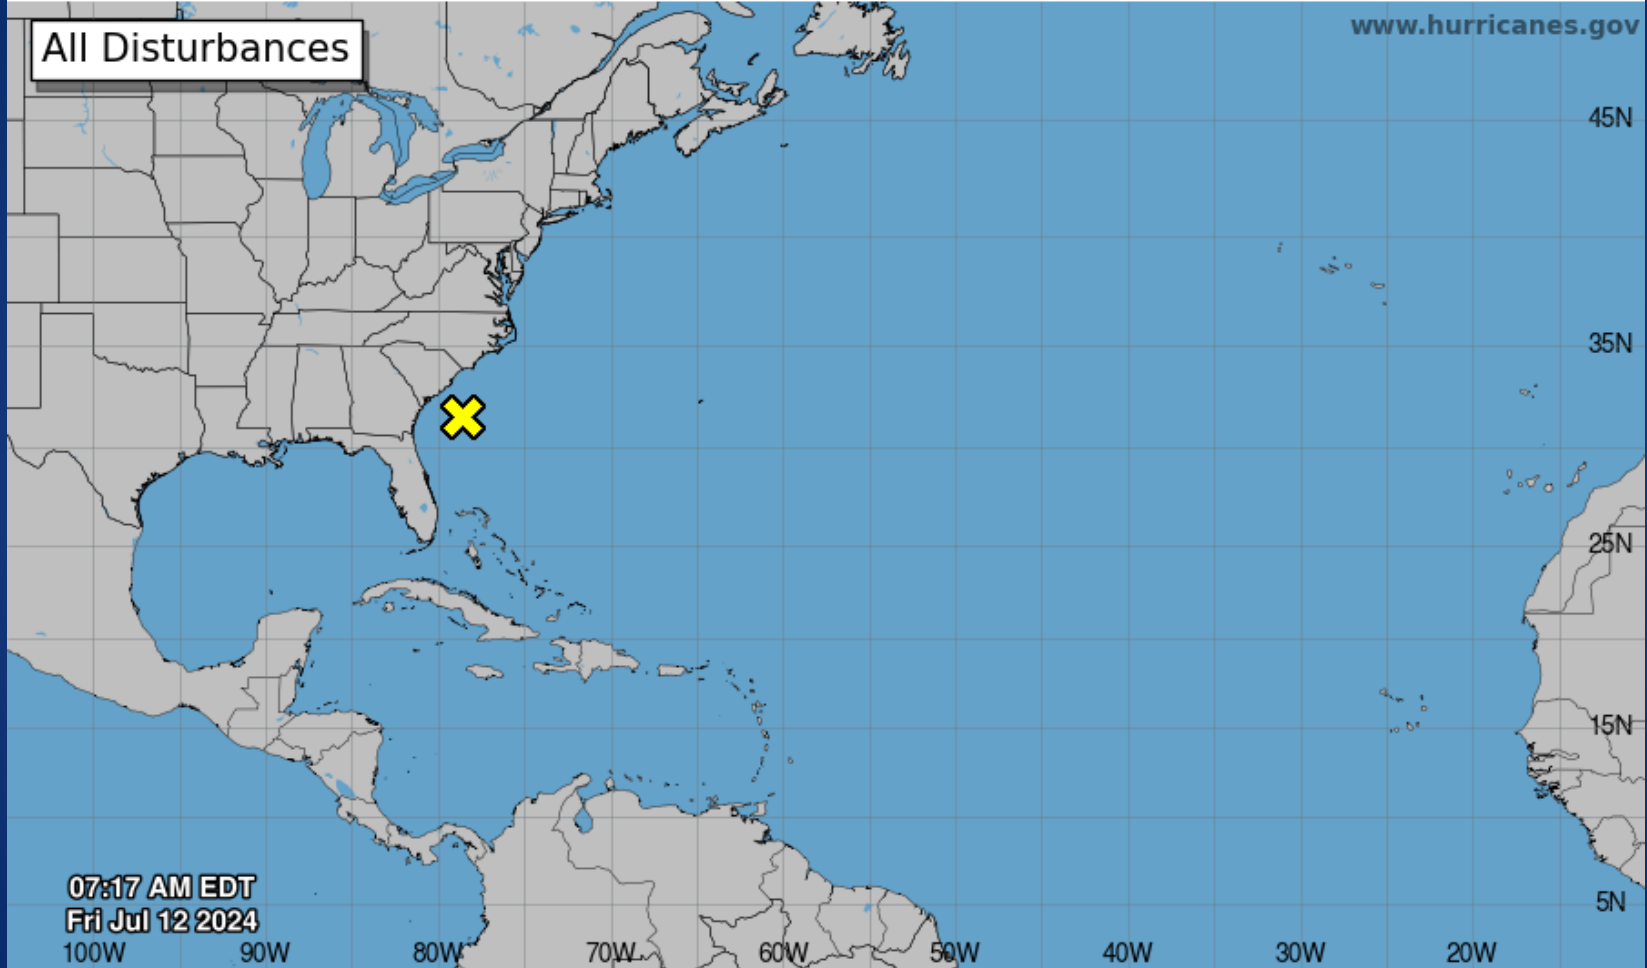 All Disturbances
www.hurricanes.gov
45N
35N
25N
15N
5N
07:17 AM EDT
Fri Jul 12 2024
100W 90W 80W 70W 60W 50W 40W 30W 20W